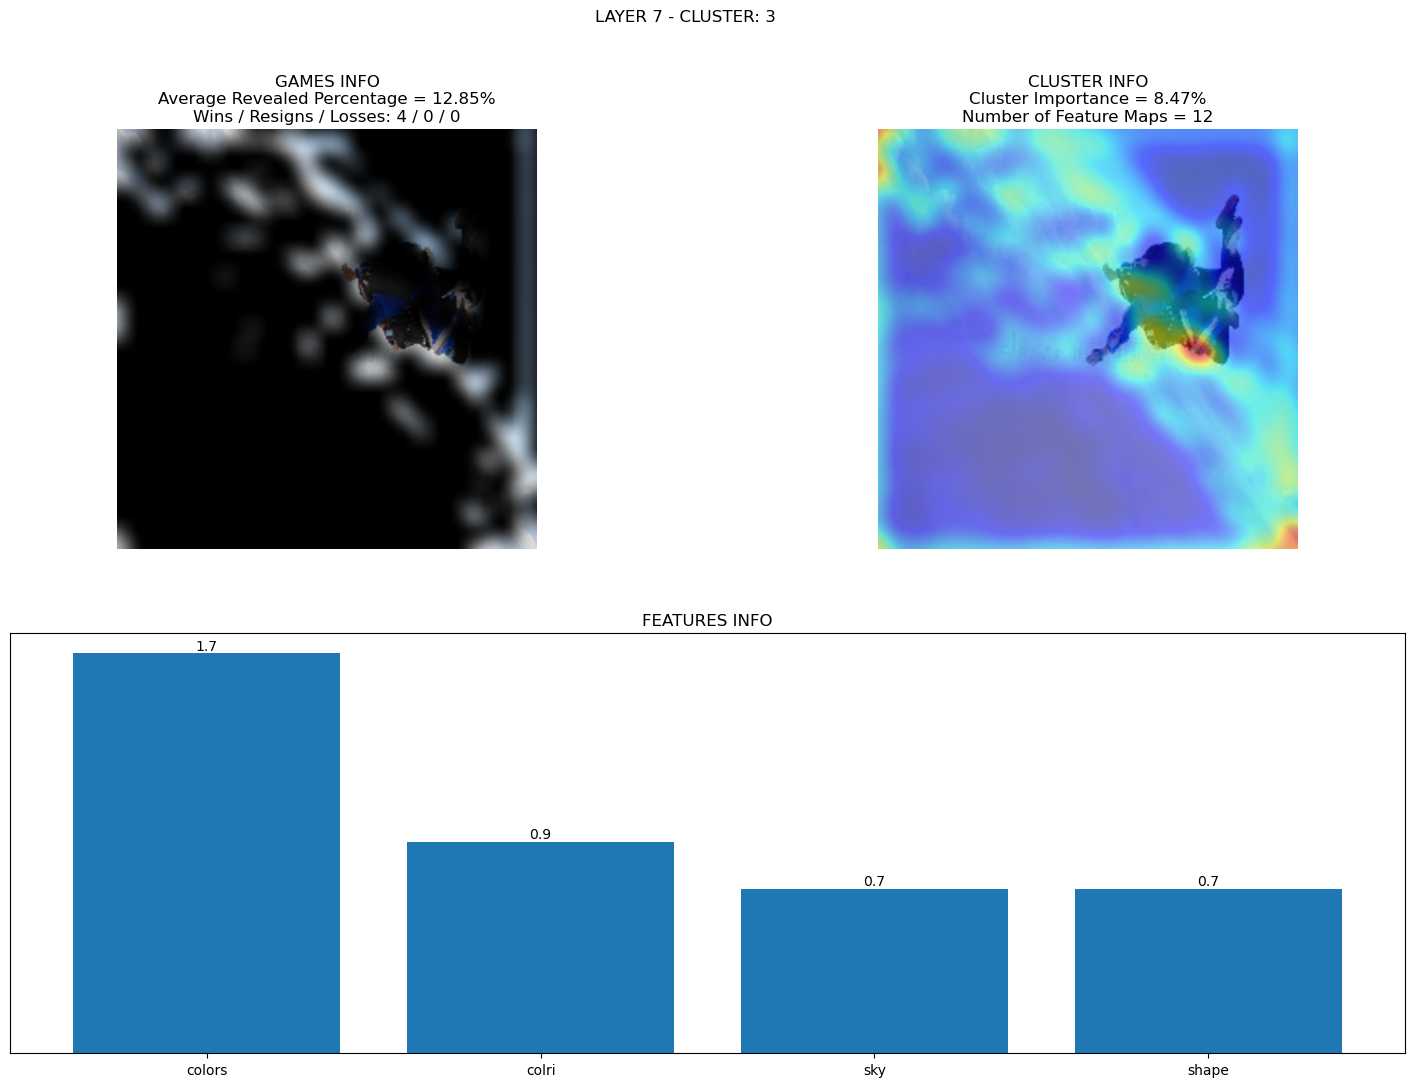 LAYER 7 - CLUSTER: 3
GAMES INFO
Average Revealed Percentage = 12.85%
Wins / Resigns / Losses: 4 / 0 / 0
CLUSTER INFO
Cluster Importance = 8.47%
Number of Feature Maps = 12
FEATURES INFO
1.7
0.9
0.7
0.7
colors
colri
sky
shape